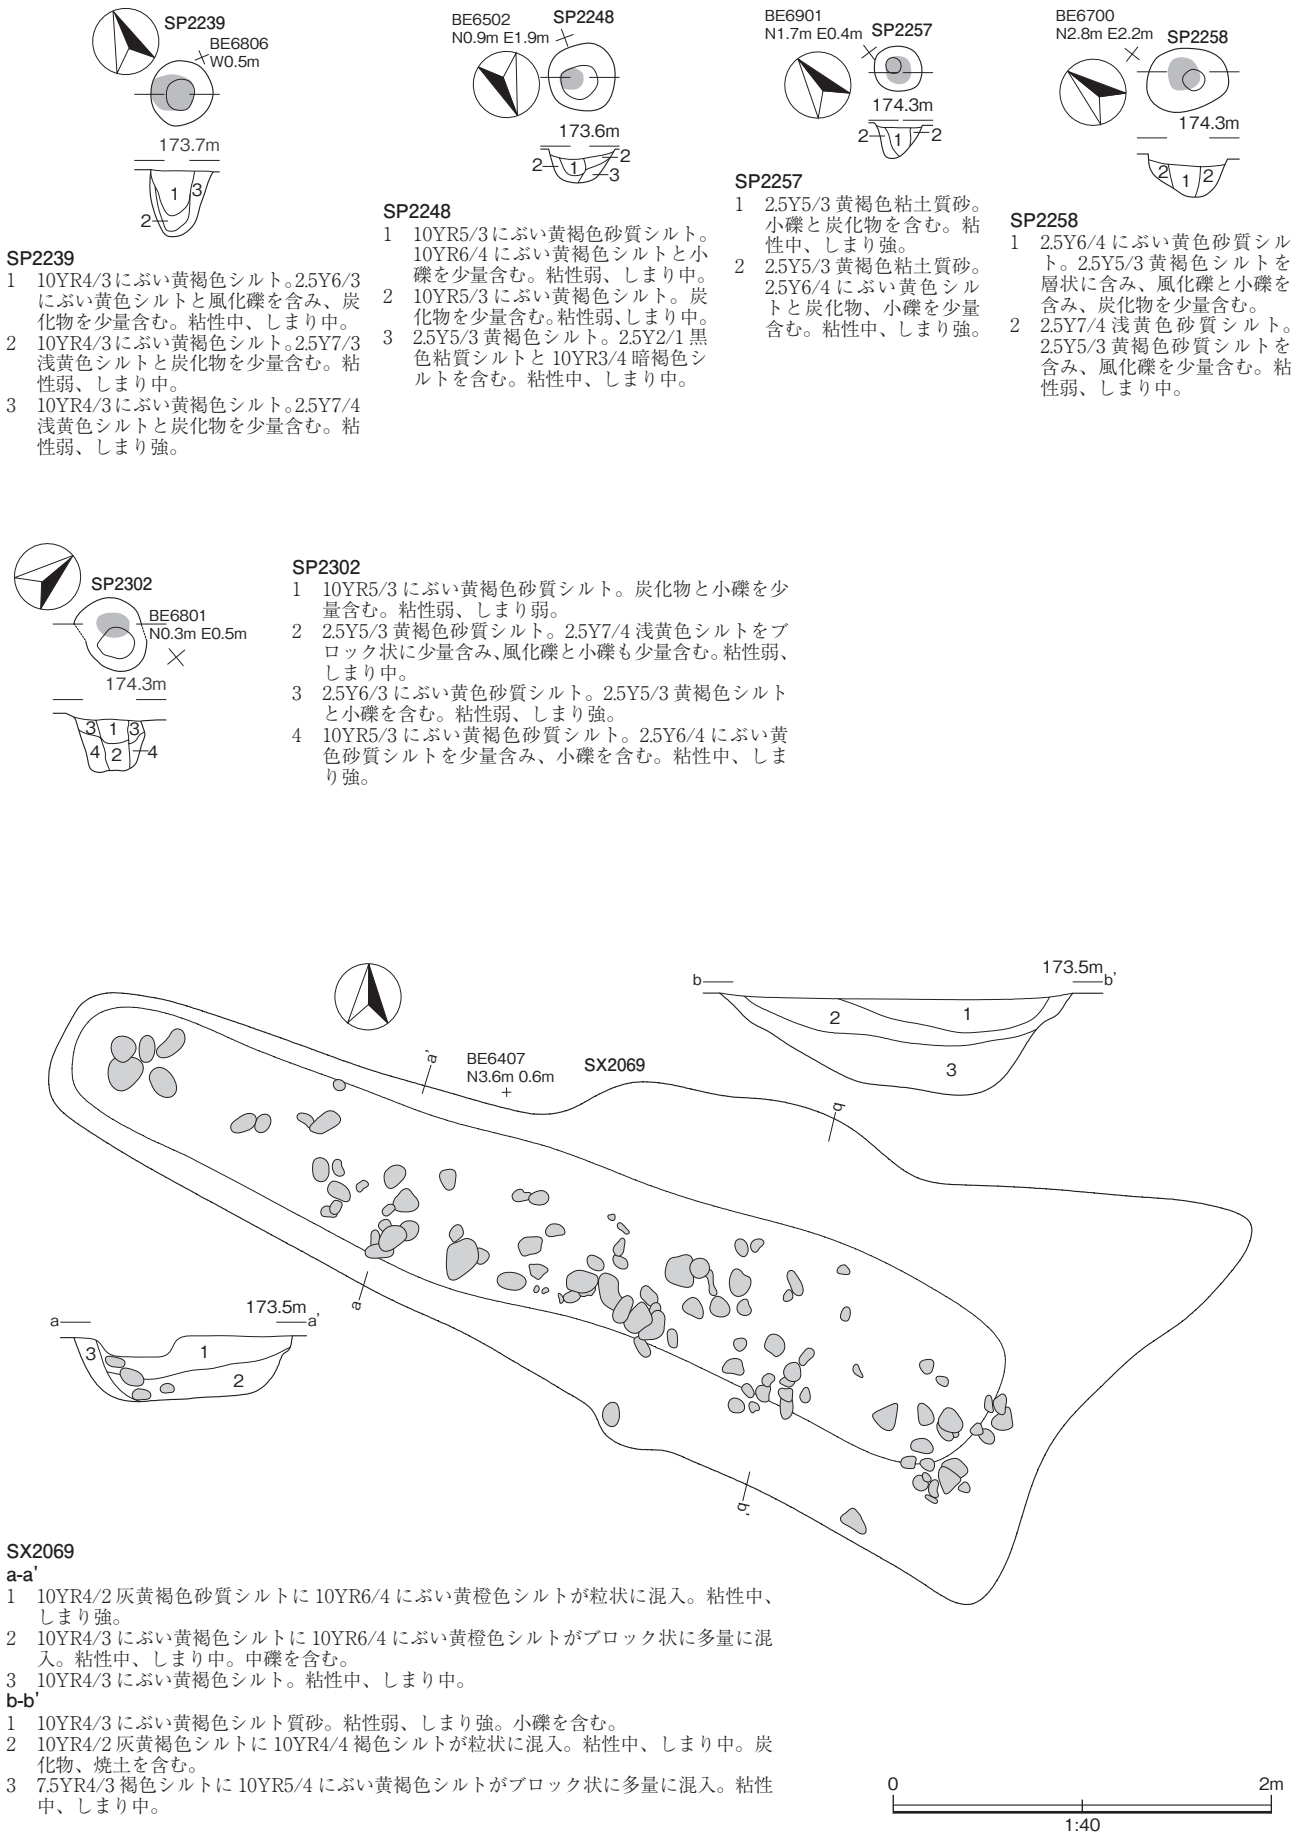 SP2239
BE6806
W0.5m
173.7m
1
3
2
SP2239
1 10YR4/3にぶい黄褐色シルト。2.5Y6/3
にぶい黄色シルトと風化礫を含み、炭
化物を少量含む。粘性中、しまり中。
2 10YR4/3にぶい黄褐色シルト。2.5Y7/3
浅黄色シルトと炭化物を少量含む。粘
性弱、しまり中。
3 10YR4/3にぶい黄褐色シルト。2.5Y7/4
浅黄色シルトと炭化物を少量含む。粘
性弱、しまり強。
BE6502
N0.9m E1.9m
SP2248
173.6m
2
1
2
3
SP2248
1 10YR5/3にぶい黄褐色砂質シルト。
10YR6/4にぶい黄褐色シルトと小
礫を少量含む。粘性弱、しまり中。
2 10YR5/3にぶい黄褐色シルト。炭
化物を少量含む。粘性弱、しまり中。
3 2.5Y5/3黄褐色シルト。2.5Y2/1黒
色粘質シルトと10YR3/4暗褐色シ
ルトを含む。粘性中、しまり中。
BE6901
N1.7m E0.4m
SP2257
174.3m
2
1
2
SP2257
1 2.5Y5/3黄褐色粘土質砂。
小礫と炭化物を含む。粘
性中、しまり強。
2 2.5Y5/3黄褐色粘土質砂。
2.5Y6/4にぶい黄色シル
トと炭化物、小礫を少量
含む。粘性中、しまり強。
BE6700
N2.8m E2.2m
SP2258
174.3m
2
1
2
SP2258
1 2.5Y6/4にぶい黄色砂質シル
ト。2.5Y5/3黄褐色シルトを
層状に含み、風化礫と小礫を
含み、炭化物を少量含む。
2 2.5Y7/4浅黄色砂質シルト。
2.5Y5/3黄褐色砂質シルトを
含み、風化礫を少量含む。粘
性弱、しまり中。
SP2302
BE6801
N0.3m E0.5m
174.3m
3
1
3
4
2
4
SP2302
1 10YR5/3にぶい黄褐色砂質シルト。炭化物と小礫を少
量含む。粘性弱、しまり弱。
2 2.5Y5/3黄褐色砂質シルト。2.5Y7/4浅黄色シルトをブ
ロック状に少量含み、風化礫と小礫も少量含む。粘性弱、
しまり中。
3 2.5Y6/3にぶい黄色砂質シルト。2.5Y5/3黄褐色シルト
と小礫を含む。粘性弱、しまり強。
4 10YR5/3にぶい黄褐色砂質シルト。2.5Y6/4にぶい黄
色砂質シルトを少量含み、小礫を含む。粘性中、しま
り強。
b
173.5m
b'
1
2
3
a'
BE6407
N3.6m 0.6m
SX2069
b
a
b'
173.5m
a
a'
3
1
2
SX2069
a-a'
1 10YR4/2灰黄褐色砂質シルトに10YR6/4にぶい黄橙色シルトが粒状に混入。粘性中、
しまり強。
2 10YR4/3にぶい黄褐色シルトに10YR6/4にぶい黄橙色シルトがブロック状に多量に混
入。粘性中、しまり中。中礫を含む。
3 10YR4/3にぶい黄褐色シルト。粘性中、しまり中。
b-b'
1 10YR4/3にぶい黄褐色シルト質砂。粘性弱、しまり強。小礫を含む。
2 10YR4/2灰黄褐色シルトに10YR4/4褐色シルトが粒状に混入。粘性中、しまり中。炭
化物、焼土を含む。
3 7.5YR4/3褐色シルトに10YR5/4にぶい黄褐色シルトがブロック状に多量に混入。粘性
中、しまり中。
0
2m
1:40